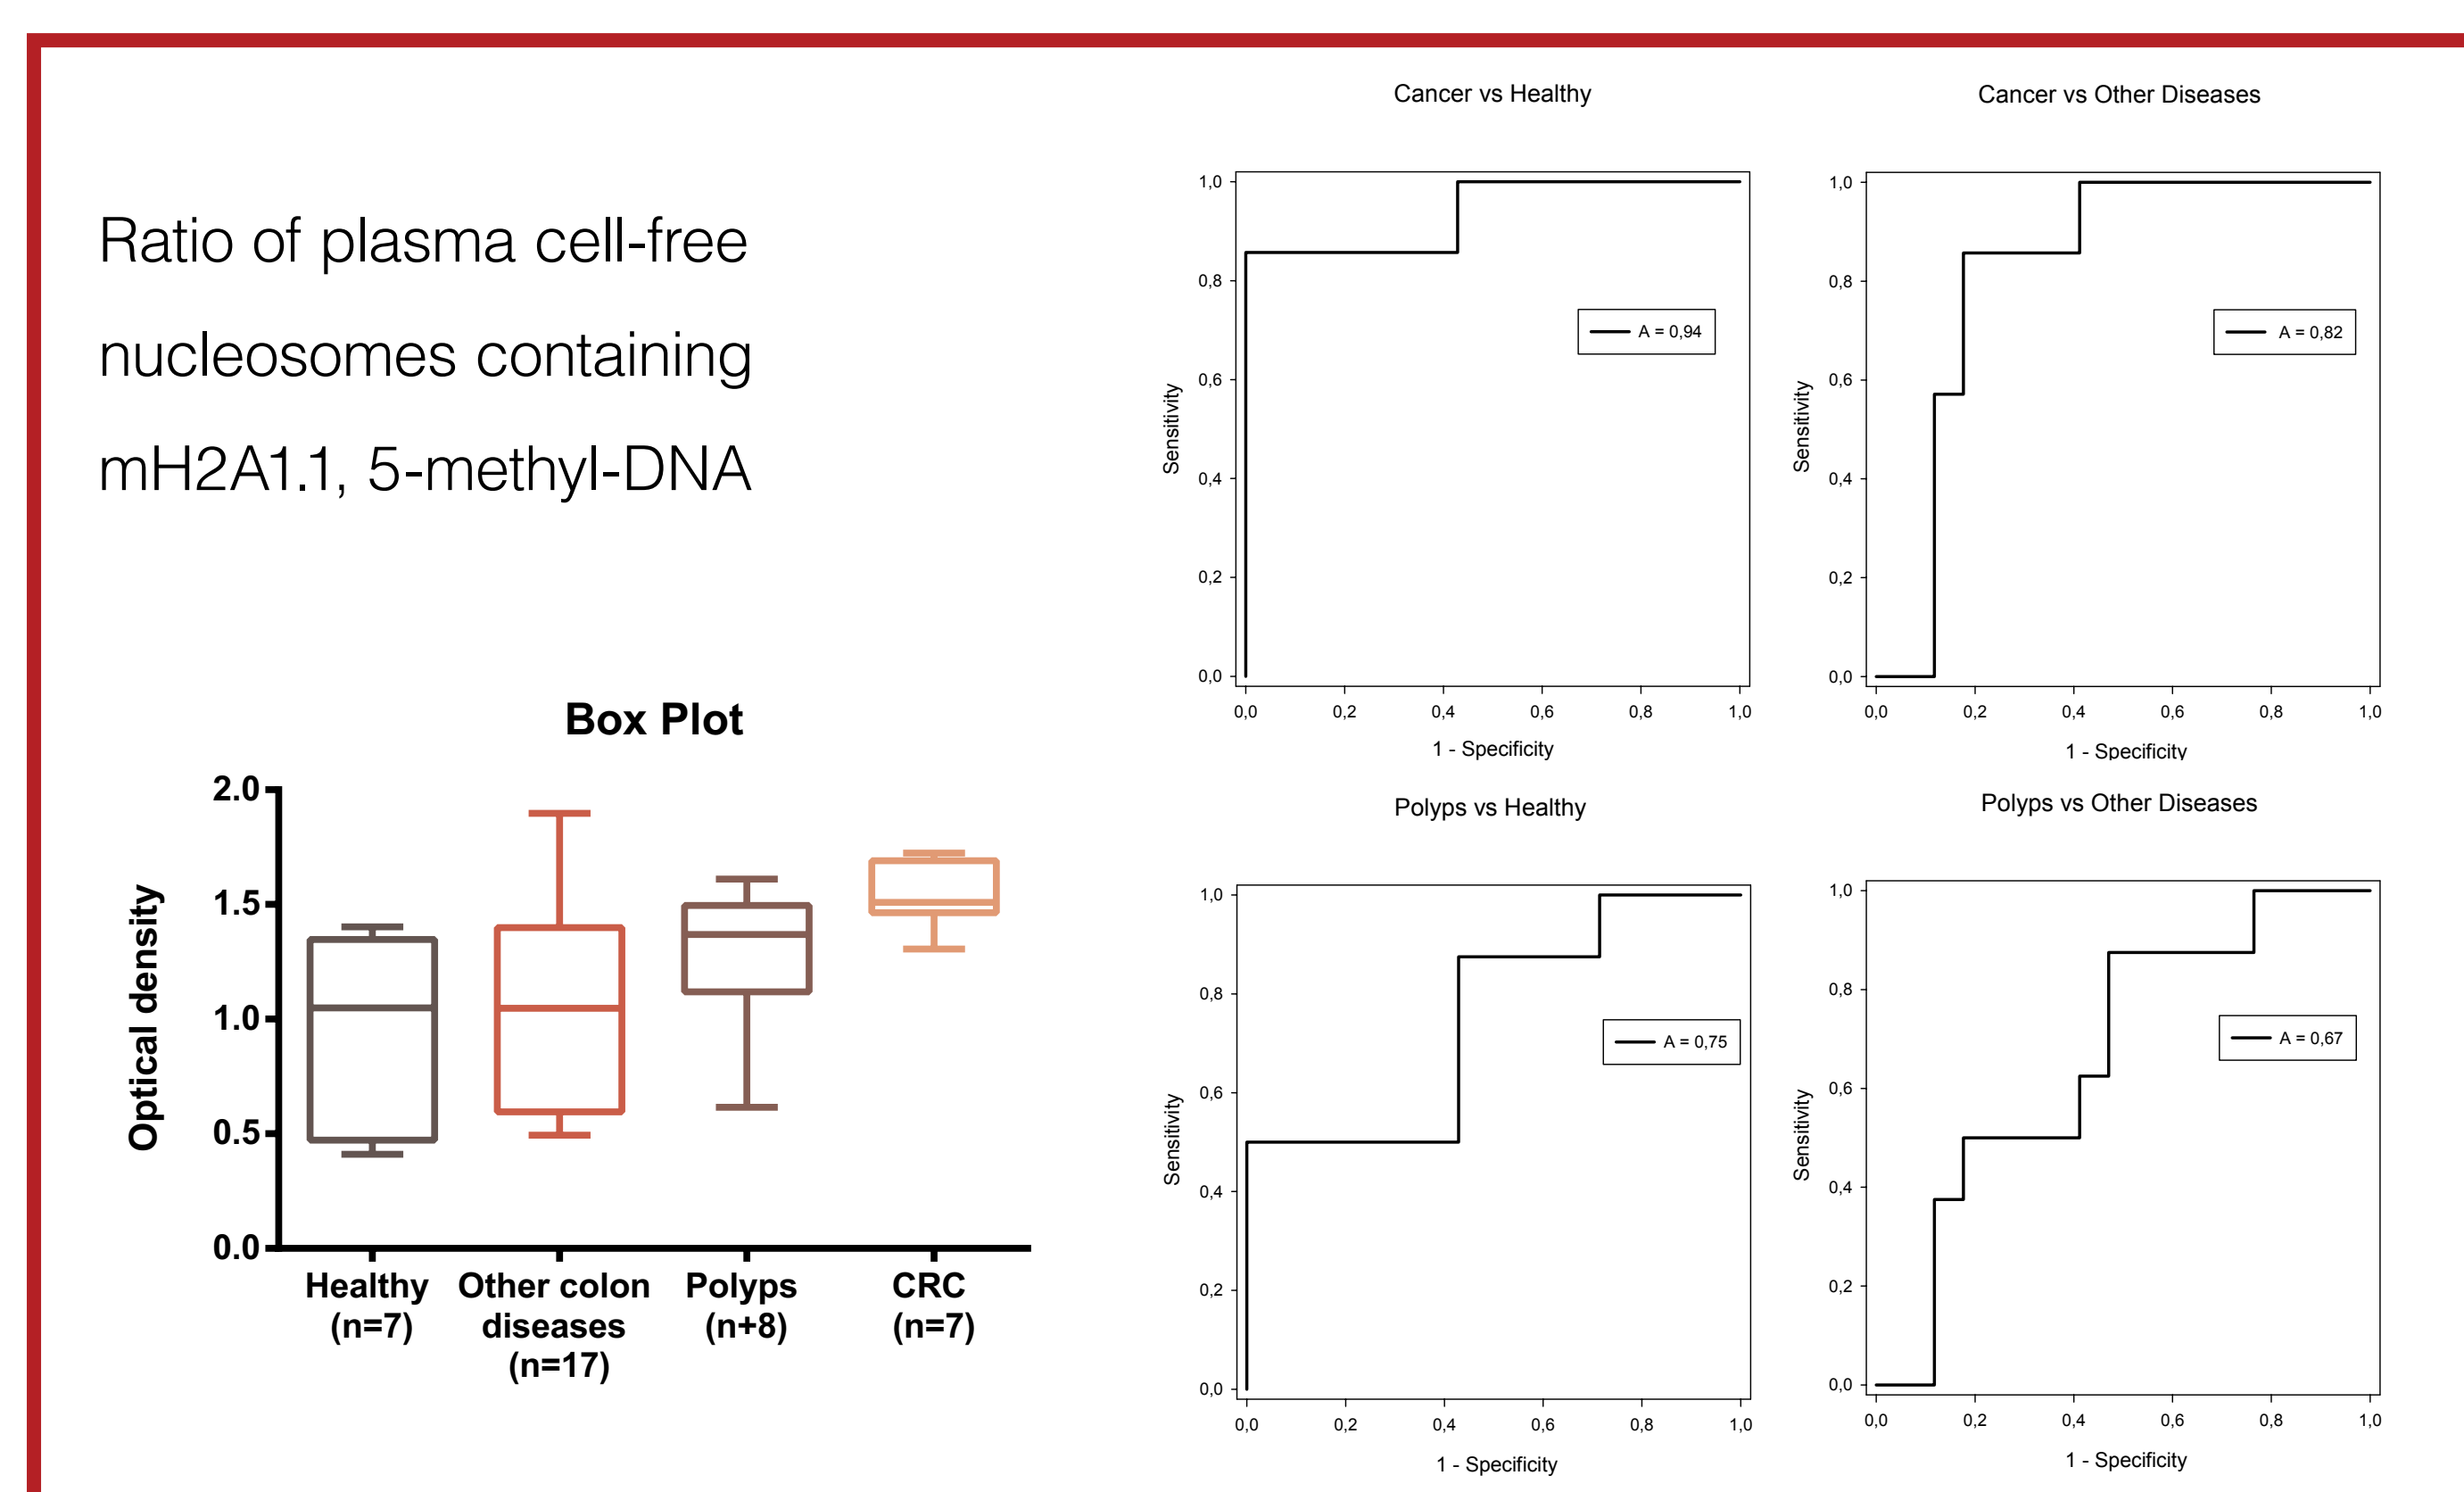 Ratio of plasma cell-free
nucleosomes containing
mH2A1.1, 5-methyl-DNA
Box Plot
Optical density
2.0
1.5
1.0
0.5
0.0
Healthy
(n=7)
Other colon
diseases
(n=17)
Polyps
(n+8)
CRC
(n=7)
Cancer vs Healthy
Sensitivity
1,0
0,8
0,6
0,4
0,2
0,0
A = 0,94
0,0 0,2 0,4 0,6 0,8 1,0
1 - Specificity
Cancer vs Other Diseases
Sensitivity
1,0
0,8
0,6
0,4
0,2
0,0
A = 0,82
0,0 0,2 0,4 0,6 0,8 1,0
1 - Specificity
Polyps vs Healthy
Sensitivity
1,0
0,8
0,6
0,4
0,2
0,0
A = 0,75
0,0 0,2 0,4 0,6 0,8 1,0
1 - Specificity
Polyps vs Other Diseases
Sensitivity
1,0
0,8
0,6
0,4
0,2
0,0
A = 0,67
0,0 0,2 0,4 0,6 0,8 1,0
1 - Specificity